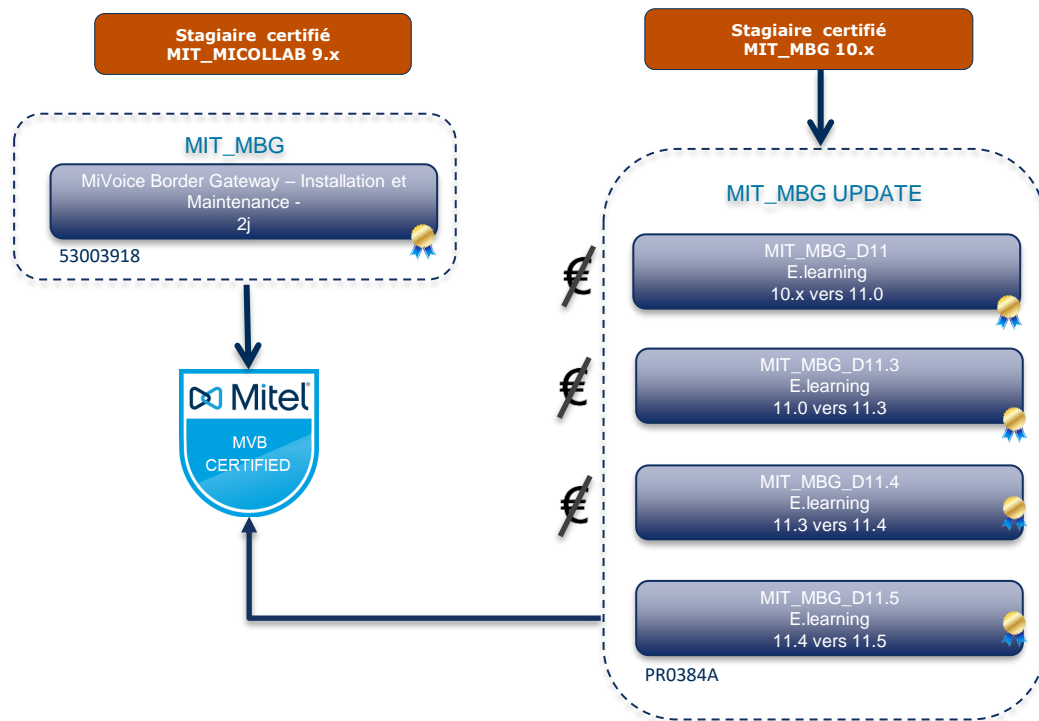 Stagiaire certifié
MIT_MICOLLAB 9.x
MIT_MBG
MiVoice Border Gateway – Installation et
Maintenance -
2j
53003918
Mitel
MVB
CERTIFIED
Stagiaire certifié
MIT_MBG 10.x
MIT_MBG UPDATE
€
MIT_MBG_D11
E.learning
10.x vers 11.0
€
MIT_MBG_D11.3
E.learning
11.0 vers 11.3
€
MIT_MBG_D11.4
E.learning
11.3 vers 11.4
MIT_MBG_D11.5
E.learning
11.4 vers 11.5
PR0384A